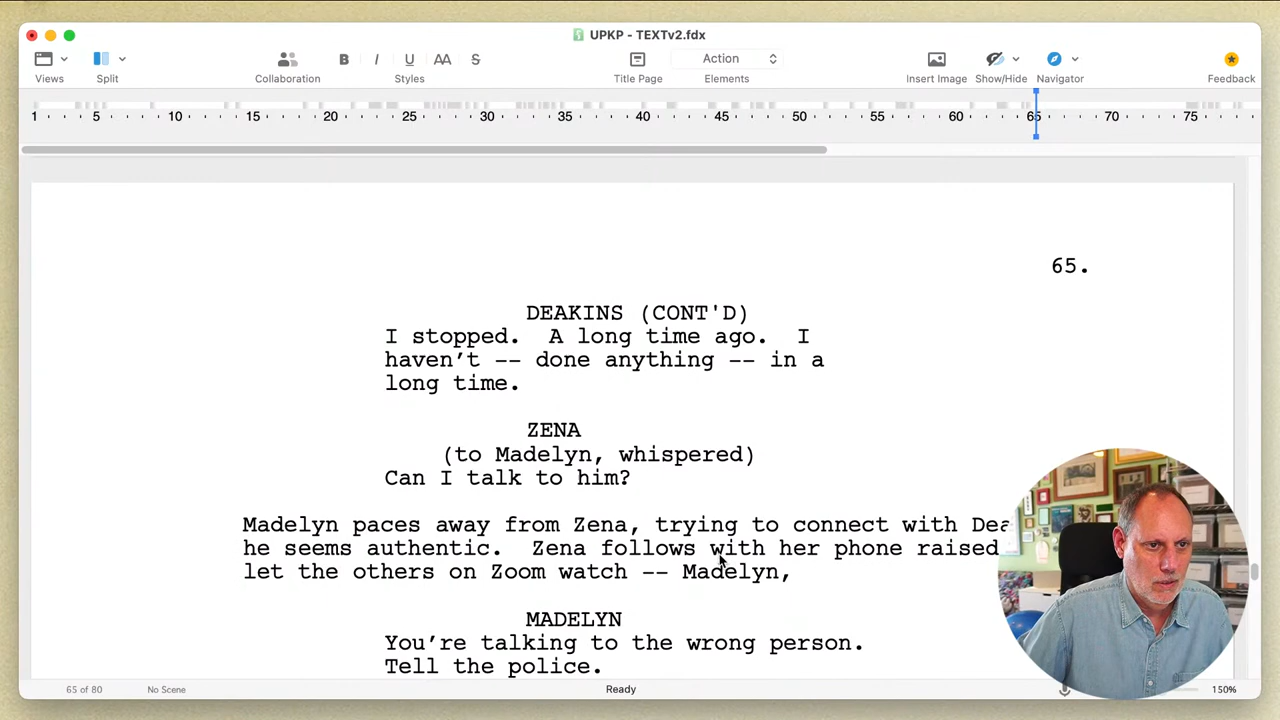 UPKP - TEXTv2.fdx
Views Split Collaboration B I U AA S Styles Title Page Action Elements Insert Image Show/Hide Navigator Feedback
1 5 10 15 20 25 30 35 40 45 50 55 60 65 70 75
65.
DEAKINS (CONT'D)
I stopped.  A long time ago.  I
haven’t -- done anything -- in a
long time.
ZENA
(to Madelyn, whispered)
Can I talk to him?
Madelyn paces away from Zena, trying to connect with
he seems authentic.  Zena follows with her phone raised
let the others on Zoom watch -- Madelyn,
MADELYN
You’re talking to the wrong person.
Tell the police.
65 of 80 No Scene Ready 150%